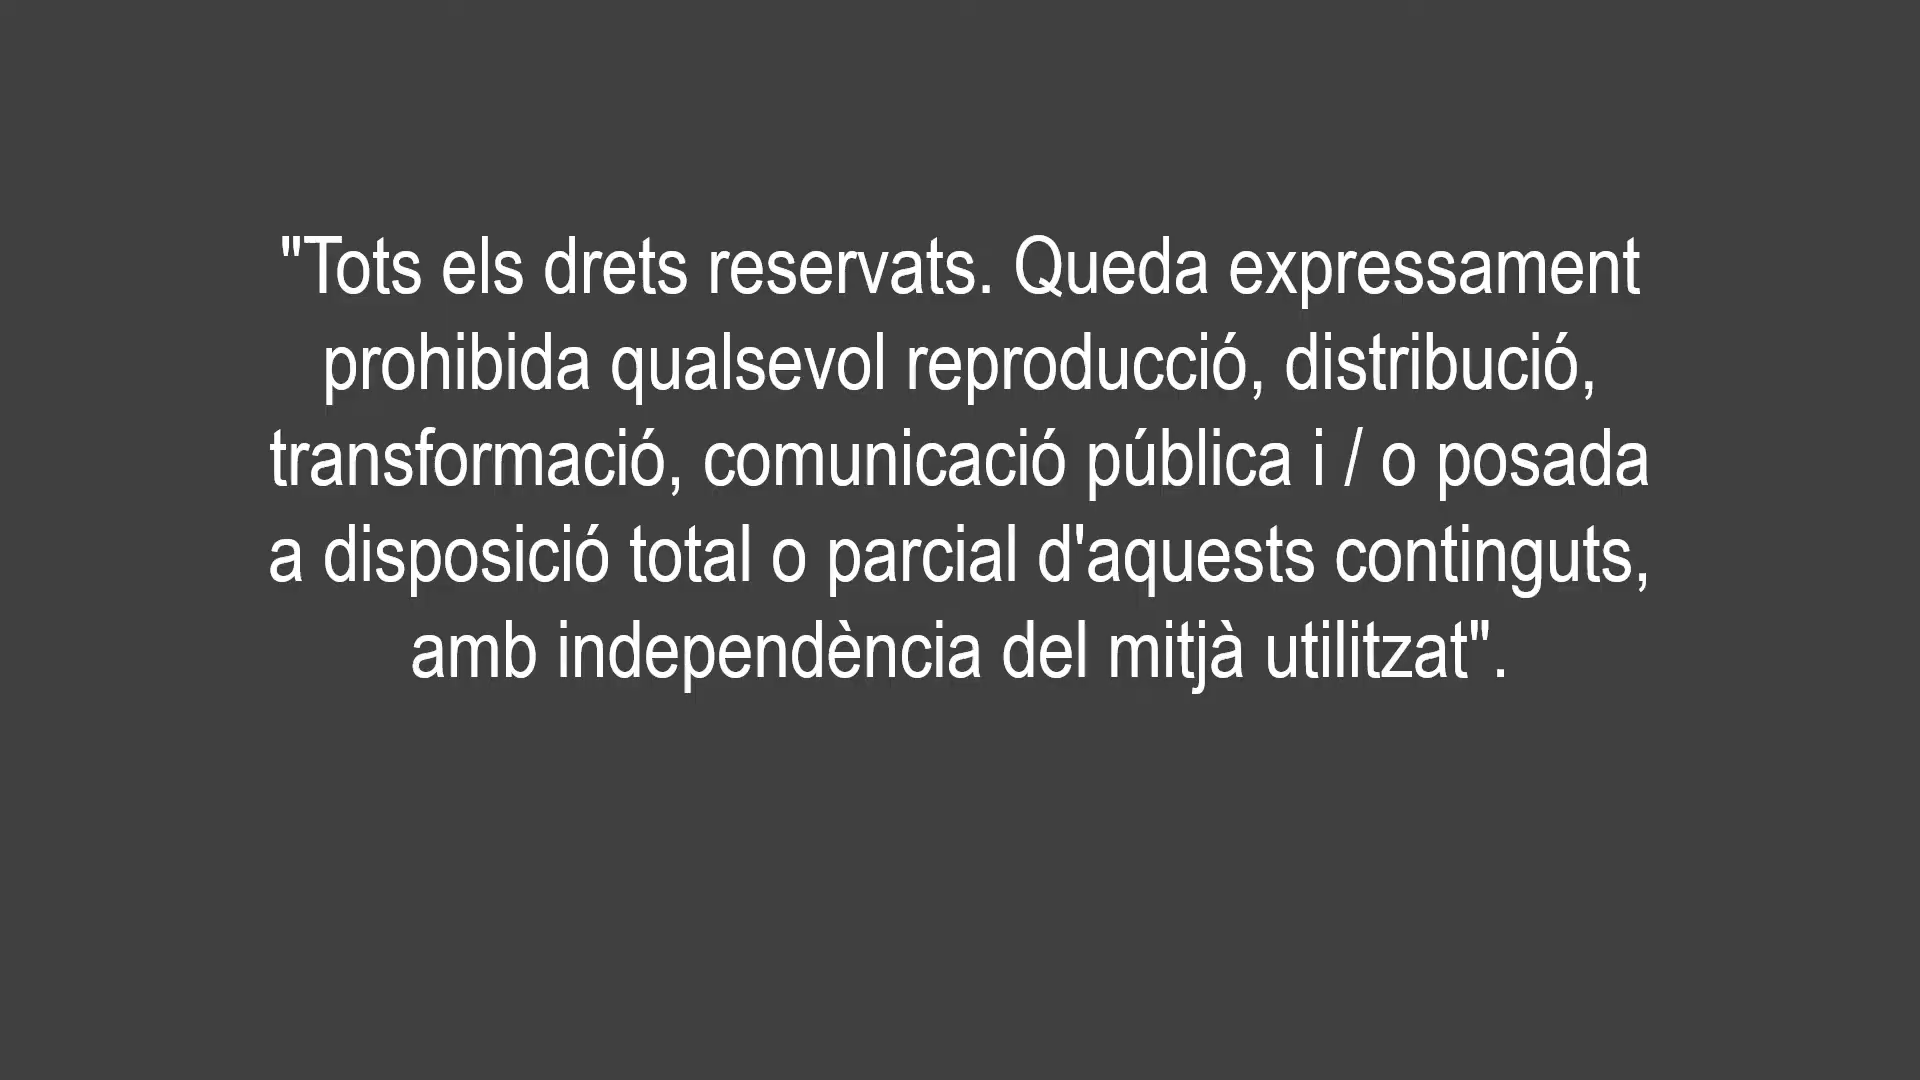 "Tots els drets reservats. Queda expressament
prohibida qualsevol reproducció, distribució,
transformació, comunicació pública i / o posada
a disposició total o parcial d'aquests continguts,
amb independència del mitjà utilitzat".